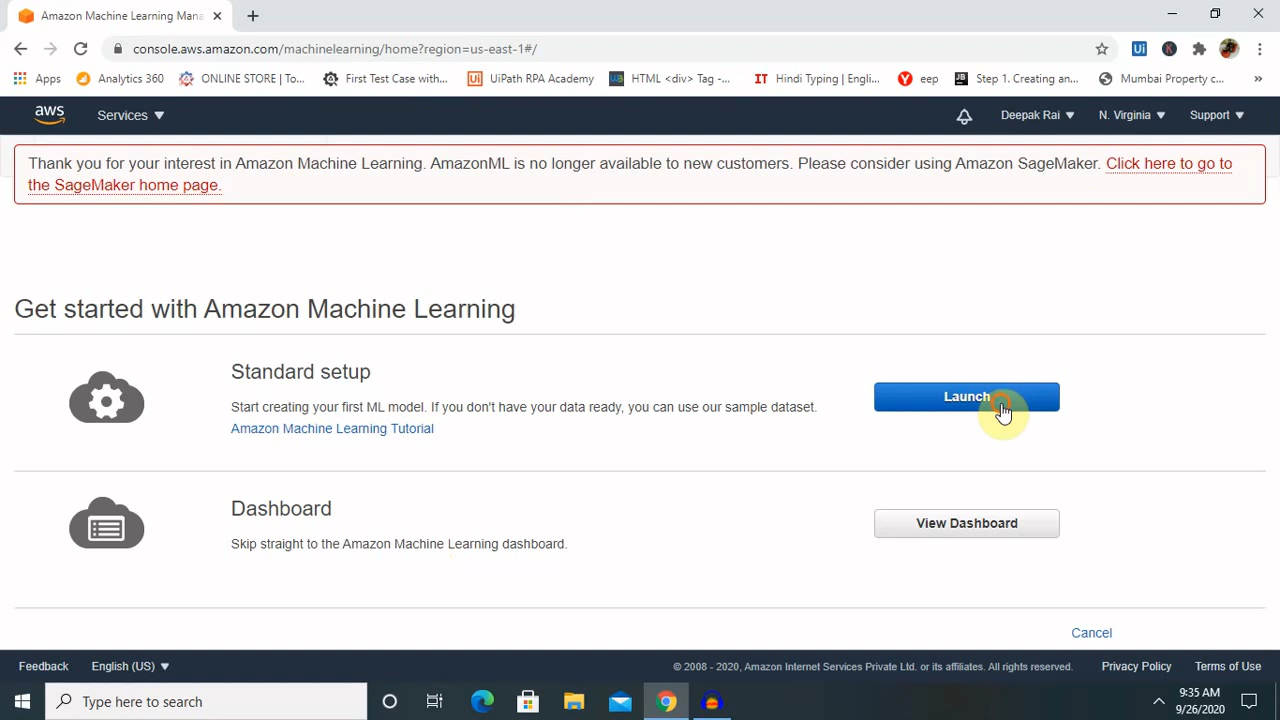 Amazon Machine Learning Mana
console.aws.amazon.com/machinelearning/home?region=us-east-1#/
Ui
K
Apps
Analytics 360
ONLINE STORE | To...
First Test Case with...
UiPath RPA Academy
HTML <div> Tag -...
IT
Hindi Typing | Engli...
Y
eep
JB
Step 1. Creating an...
Mumbai Property c...
»
aws
Services
Deepak Rai
N. Virginia
Support
Thank you for your interest in Amazon Machine Learning. AmazonML is no longer available to new customers. Please consider using Amazon SageMaker. Click here to go to
the SageMaker home page.
Get started with Amazon Machine Learning
Standard setup
Start creating your first ML model. If you don't have your data ready, you can use our sample dataset.
Amazon Machine Learning Tutorial
Launch
Dashboard
Skip straight to the Amazon Machine Learning dashboard.
View Dashboard
Cancel
Feedback
English (US)
© 2008 - 2020, Amazon Internet Services Private Ltd. or its affiliates. All rights reserved.
Privacy Policy
Terms of Use
Type here to search
9:35 AM
9/26/2020